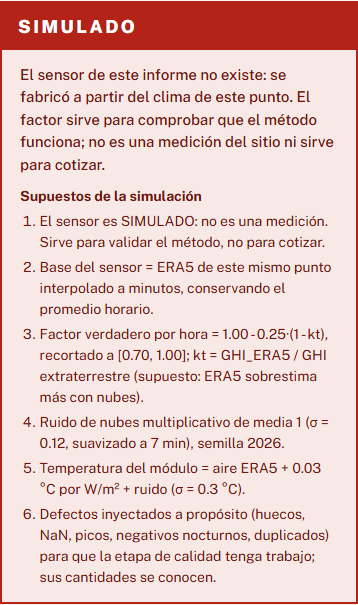 SIMULADO
El sensor de este informe no existe: se
fabricó a partir del clima de este punto. El
factor sirve para comprobar que el método
funciona; no es una medición del sitio ni sirve
para cotizar.
Supuestos de la simulación
1. El sensor es SIMULADO: no es una medición.
Sirve para validar el método, no para cotizar.
2. Base del sensor = ERA5 de este mismo punto
interpolado a minutos, conservando el
promedio horario.
3. Factor verdadero por hora = 1.00 - 0.25·(1 - kt),
recortado a [0.70, 1.00]; kt = GHI_ERA5 / GHI
extraterrestre (supuesto: ERA5 sobrestima
más con nubes).
4. Ruido de nubes multiplicativo de media 1 (σ =
0.12, suavizado a 7 min), semilla 2026.
5. Temperatura del módulo = aire ERA5 + 0.03
°C por W/m² + ruido (σ = 0.3 °C).
6. Defectos inyectados a propósito (huecos,
NaN, picos, negativos nocturnos, duplicados)
para que la etapa de calidad tenga trabajo;
sus cantidades se conocen.